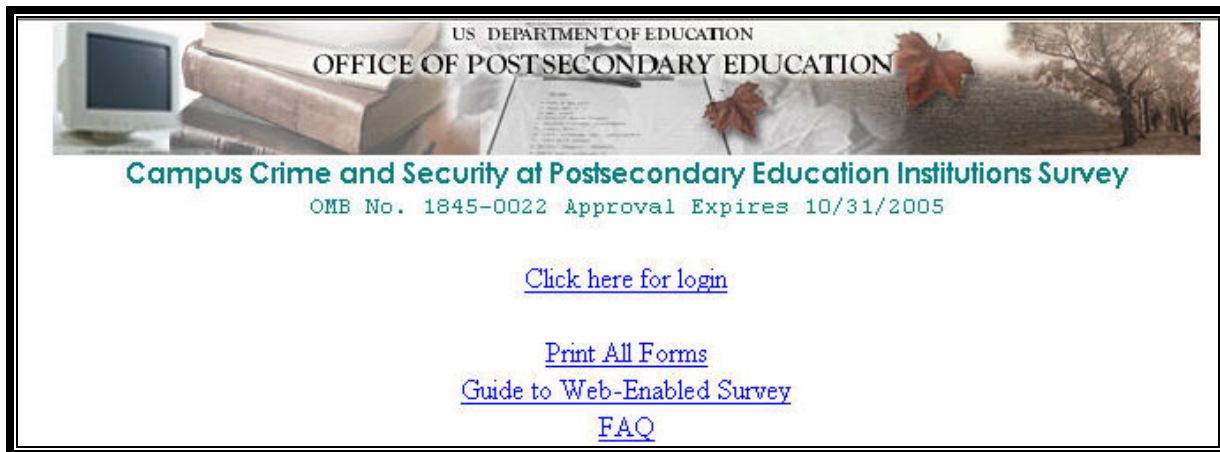 US DEPARTMENT OF EDUCATION
OFFICE OF POSTSECONDARY EDUCATION
Campus Crime and Security at Postsecondary Education Institutions Survey
OMB No. 1845-0022 Approval Expires 10/31/2005
Click here for login
Print All Forms
Guide to Web-Enabled Survey
FAQ